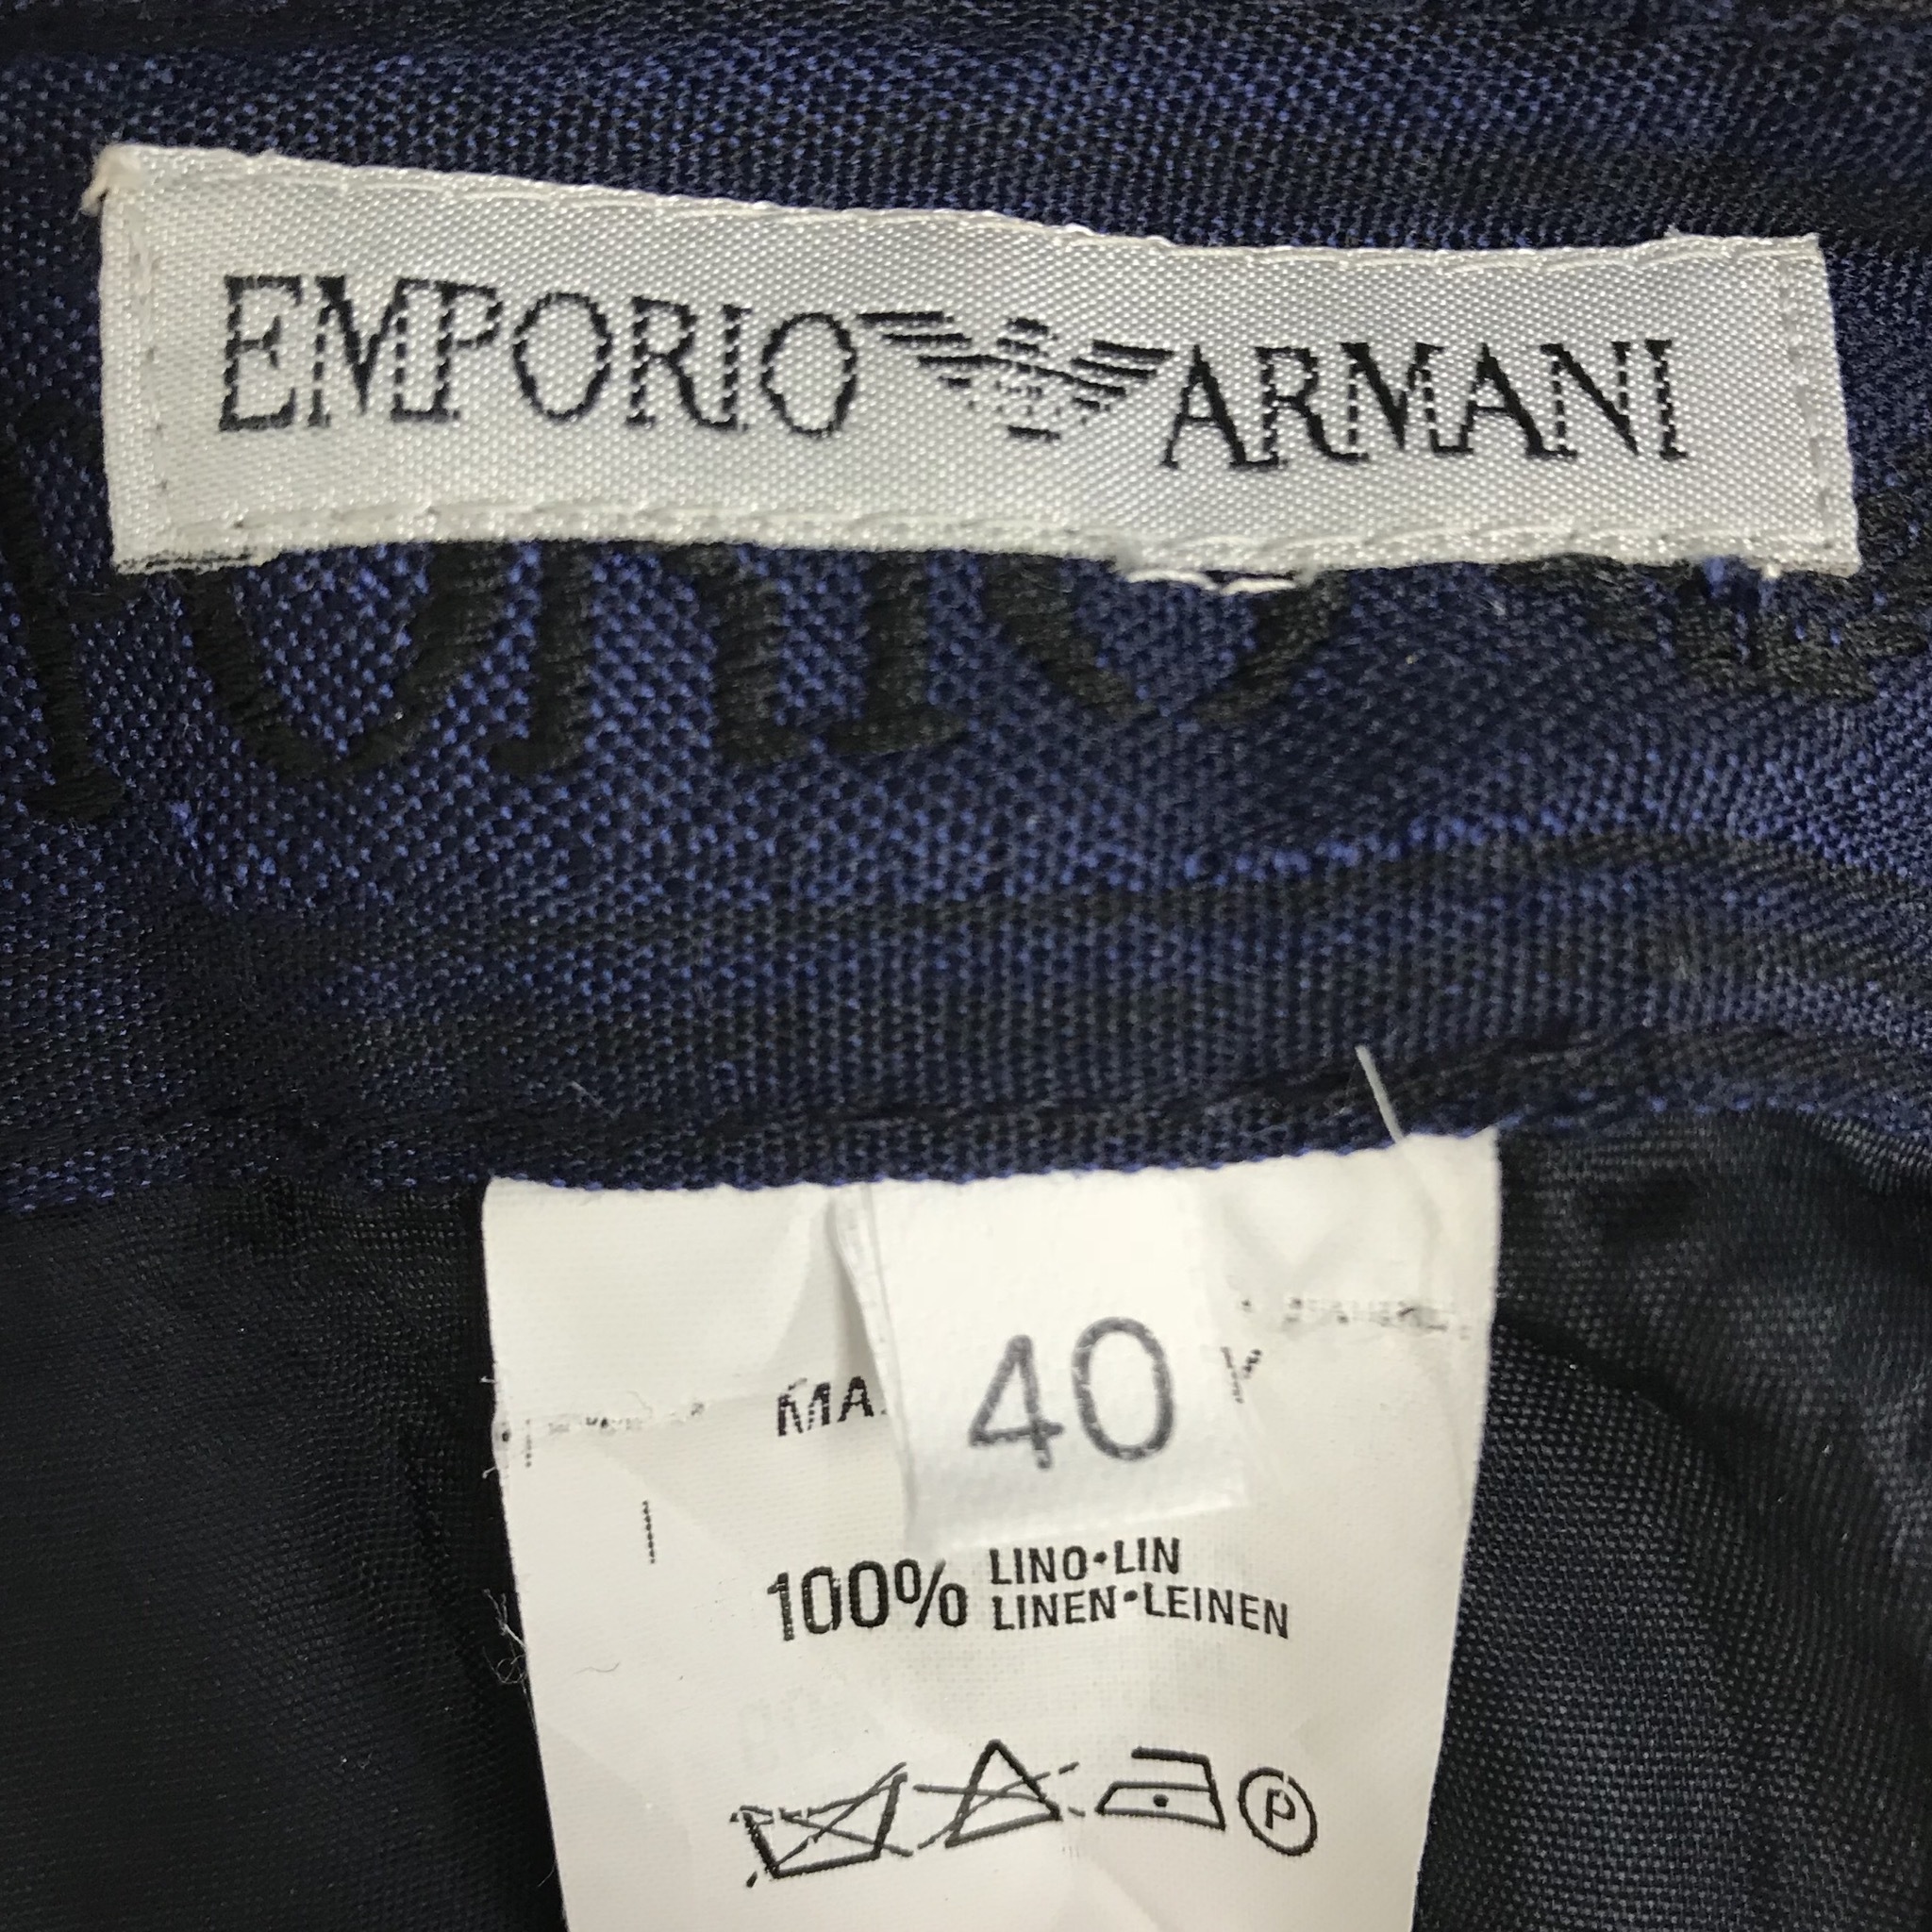 EMPORIO ARMANI
40
100% LINO•LIN
LINEN•LEINEN
P